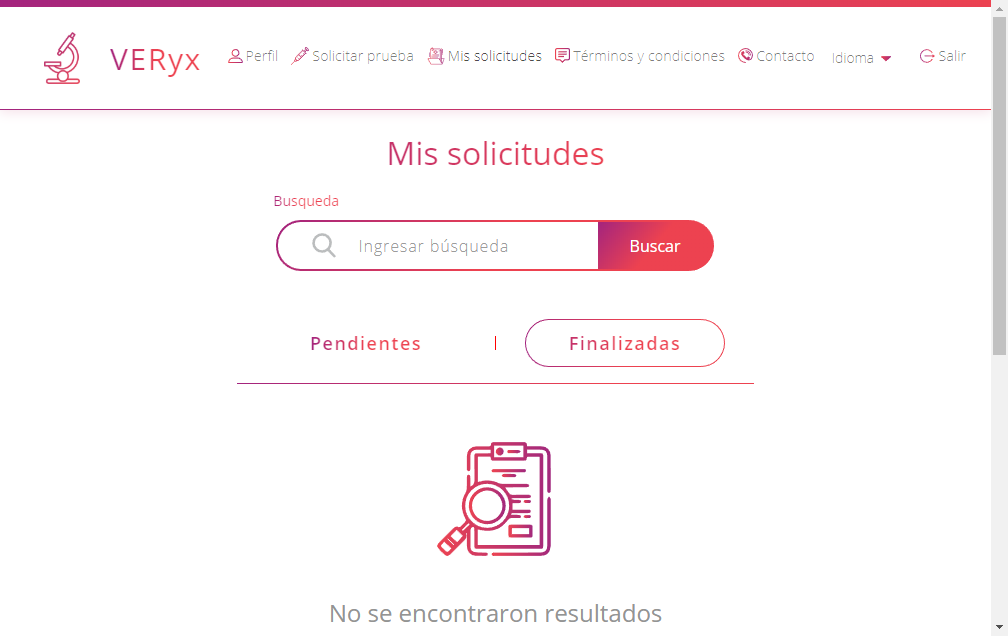 VERyx
Perfil
Solicitar prueba
Mis solicitudes
Términos y condiciones
Contacto
Idioma
Salir
Mis solicitudes
Busqueda
Ingresar búsqueda
Buscar
Pendientes | Finalizadas
No se encontraron resultados